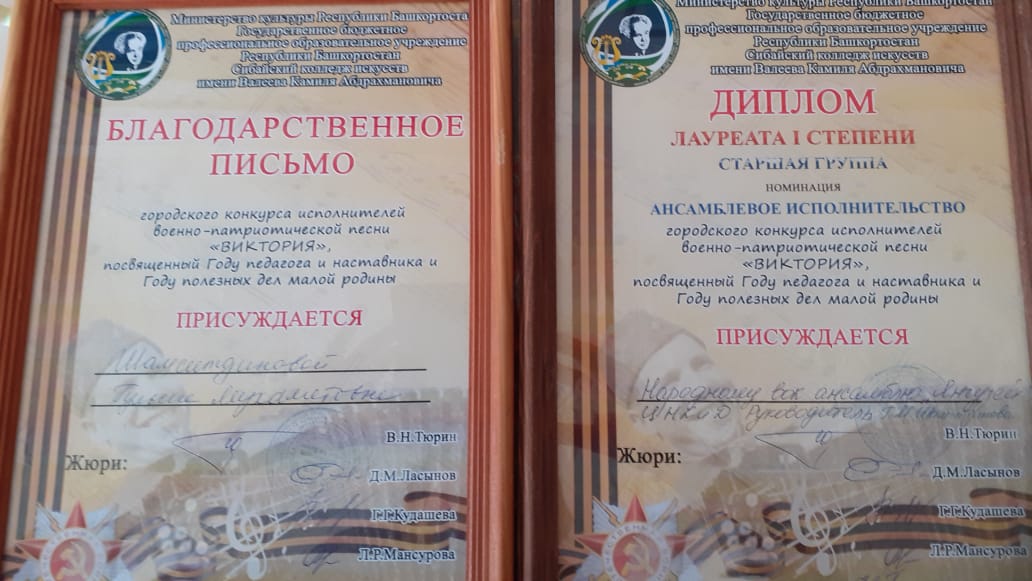 Министерство культуры Республики Башкортоста
Государственное бюджетное
профессиональное образовательное учреждение
Республики Башкортостан
Сибайский колледж искусств
имени Валеева Камиля Абдрахмановича
БЛАГОДАРСТВЕННОЕ
ПИСЬМО
городского конкурса исполнителей
военно-патриотической песни
«ВИКТОРИЯ»,
посвященный Году педагога и наставника и
Году полезных дел малой родины
ПРИСУЖДАЕТСЯ
Шамситдиновой
Жюри:
В.Н.Тюрин
Д.М.Ласынов
Г.Г.Кудашева
Л.Р.Мансурова
Министерство культуры Республики Башкортостан
Государственное бюджетное
профессиональное образовательное учреждение
Республики Башкортостан
Сибайский колледж искусств
имени Валеева Камиля Абдрахмановича
ДИПЛОМ
ЛАУРЕАТА I СТЕПЕНИ
СТАРШАЯ ГРУППА
НОМИНАЦИЯ
АНСАМБЛЕВОЕ ИСПОЛНИТЕЛЬСТВО
городского конкурса исполнителей
военно-патриотической песни
«ВИКТОРИЯ»,
посвященный Году педагога и наставника и
Году полезных дел малой родины
ПРИСУЖДАЕТСЯ
Народному вок ансамблю
ЦНКиД Руководитель
Жюри:
В.Н.Тюрин
Д.М.Ласынов
Г.Г.Кудашева
Л.Р.Мансурова